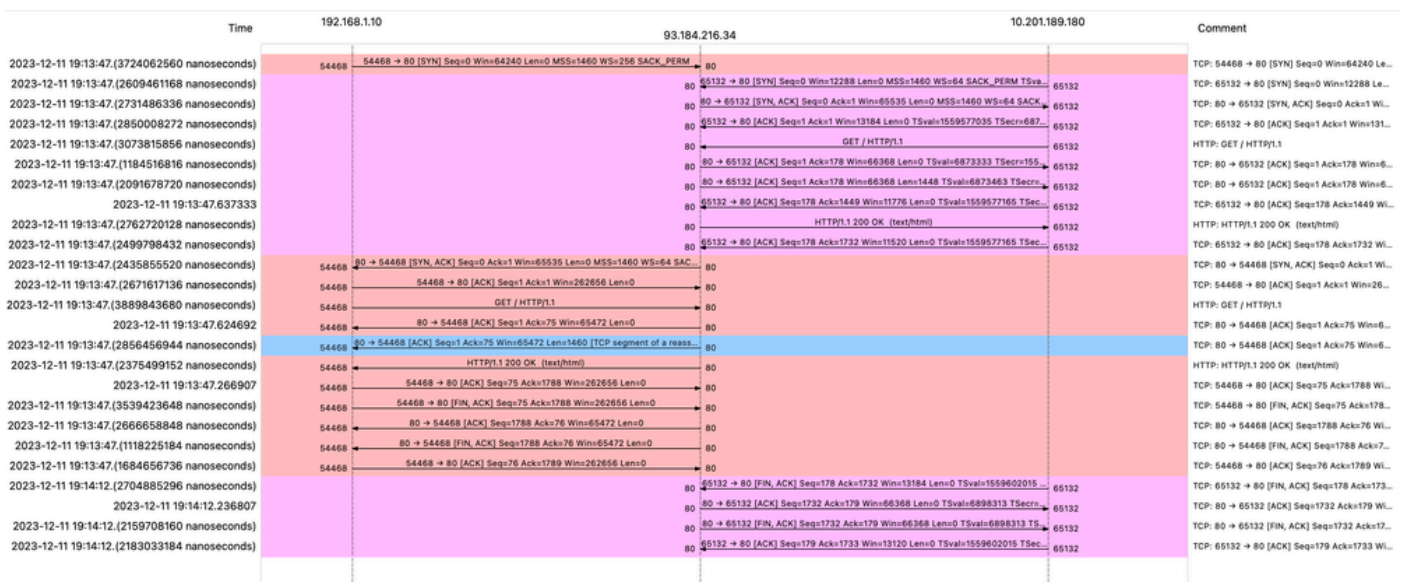 192.168.1.10 10.201.189.180
Time 93.184.216.34 Comment
2023-12-11 19:13:47.(3724062560 nanoseconds) 54468 54468 → 80 [SYN] Seq=0 Win=64240 Len=0 MSS=1460 WS=256 SACK_PERM 80 TCP: 54468 → 80 [SYN] Seq=0 Win=64240 Le...
2023-12-11 19:13:47.(2609461168 nanoseconds) 80 65132 → 80 [SYN] Seq=0 Win=12288 Len=0 MSS=1460 WS=64 SACK_PERM TSva... 65132 TCP: 65132 → 80 [SYN] Seq=0 Win=12288 Le...
2023-12-11 19:13:47.(2731486336 nanoseconds) 80 80 → 65132 [SYN, ACK] Seq=0 Ack=1 Win=65535 Len=0 MSS=1460 WS=64 SACK... 65132 TCP: 80 → 65132 [SYN, ACK] Seq=0 Ack=1 Wi...
2023-12-11 19:13:47.(2850008272 nanoseconds) 80 65132 → 80 [ACK] Seq=1 Ack=1 Win=13184 Len=0 TSval=1559577035 TSecr=687... 65132 TCP: 65132 → 80 [ACK] Seq=1 Ack=1 Win=131...
2023-12-11 19:13:47.(3073815856 nanoseconds) 80 GET / HTTP/1.1 65132 HTTP: GET / HTTP/1.1
2023-12-11 19:13:47.(1184516816 nanoseconds) 80 80 → 65132 [ACK] Seq=1 Ack=178 Win=66368 Len=0 TSval=6873333 TSecr=155... 65132 TCP: 80 → 65132 [ACK] Seq=1 Ack=178 Win=6...
2023-12-11 19:13:47.(2091678720 nanoseconds) 80 80 → 65132 [ACK] Seq=1 Ack=178 Win=66368 Len=1448 TSval=6873463 TSecr=... 65132 TCP: 80 → 65132 [ACK] Seq=1 Ack=178 Win=6...
2023-12-11 19:13:47.637333 80 65132 → 80 [ACK] Seq=178 Ack=1449 Win=11776 Len=0 TSval=1559577165 TSec... 65132 TCP: 65132 → 80 [ACK] Seq=178 Ack=1449 Wi...
2023-12-11 19:13:47.(2762720128 nanoseconds) 80 HTTP/1.1 200 OK (text/html) 65132 HTTP: HTTP/1.1 200 OK (text/html)
2023-12-11 19:13:47.(2499798432 nanoseconds) 80 65132 → 80 [ACK] Seq=178 Ack=1732 Win=11520 Len=0 TSval=1559577165 TSec... 65132 TCP: 65132 → 80 [ACK] Seq=178 Ack=1732 Wi...
2023-12-11 19:13:47.(2435855520 nanoseconds) 54468 80 → 54468 [SYN, ACK] Seq=0 Ack=1 Win=65535 Len=0 MSS=1460 WS=64 SAC... 80 TCP: 80 → 54468 [SYN, ACK] Seq=0 Ack=1 Wi...
2023-12-11 19:13:47.(2671617136 nanoseconds) 54468 54468 → 80 [ACK] Seq=1 Ack=1 Win=262656 Len=0 80 TCP: 54468 → 80 [ACK] Seq=1 Ack=1 Win=26...
2023-12-11 19:13:47.(3889843680 nanoseconds) 54468 GET / HTTP/1.1 80 HTTP: GET / HTTP/1.1
2023-12-11 19:13:47.624692 54468 80 → 54468 [ACK] Seq=1 Ack=75 Win=65472 Len=0 80 TCP: 80 → 54468 [ACK] Seq=1 Ack=75 Win=6...
2023-12-11 19:13:47.(2856456944 nanoseconds) 54468 80 → 54468 [ACK] Seq=1 Ack=75 Win=65472 Len=1460 [TCP segment of a reass... 80 TCP: 80 → 54468 [ACK] Seq=1 Ack=75 Win=6...
2023-12-11 19:13:47.(2375499152 nanoseconds) 54468 HTTP/1.1 200 OK (text/html) 80 HTTP: HTTP/1.1 200 OK (text/html)
2023-12-11 19:13:47.266907 54468 54468 → 80 [ACK] Seq=75 Ack=1788 Win=262656 Len=0 80 TCP: 54468 → 80 [ACK] Seq=75 Ack=1788 Wi...
2023-12-11 19:13:47.(3539423648 nanoseconds) 54468 54468 → 80 [FIN, ACK] Seq=75 Ack=1788 Win=262656 Len=0 80 TCP: 54468 → 80 [FIN, ACK] Seq=75 Ack=178...
2023-12-11 19:13:47.(2666658848 nanoseconds) 54468 80 → 54468 [ACK] Seq=1788 Ack=76 Win=65472 Len=0 80 TCP: 80 → 54468 [ACK] Seq=1788 Ack=76 Wi...
2023-12-11 19:13:47.(1118225184 nanoseconds) 54468 80 → 54468 [FIN, ACK] Seq=1788 Ack=76 Win=65472 Len=0 80 TCP: 80 → 54468 [FIN, ACK] Seq=1788 Ack=7...
2023-12-11 19:13:47.(1684656736 nanoseconds) 54468 54468 → 80 [ACK] Seq=76 Ack=1789 Win=262656 Len=0 80 TCP: 54468 → 80 [ACK] Seq=76 Ack=1789 Wi...
2023-12-11 19:14:12.(2704885296 nanoseconds) 80 65132 → 80 [FIN, ACK] Seq=178 Ack=1732 Win=13184 Len=0 TSval=1559602015 ... 65132 TCP: 65132 → 80 [FIN, ACK] Seq=178 Ack=173...
2023-12-11 19:14:12.236807 80 80 → 65132 [ACK] Seq=1732 Ack=179 Win=66368 Len=0 TSval=6898313 TSecr=... 65132 TCP: 80 → 65132 [ACK] Seq=1732 Ack=179 Wi...
2023-12-11 19:14:12.(2159708160 nanoseconds) 80 80 → 65132 [FIN, ACK] Seq=1732 Ack=179 Win=66368 Len=0 TSval=6898313 TS... 65132 TCP: 80 → 65132 [FIN, ACK] Seq=1732 Ack=17...
2023-12-11 19:14:12.(2183033184 nanoseconds) 80 65132 → 80 [ACK] Seq=179 Ack=1733 Win=13120 Len=0 TSval=1559602015 TSec... 65132 TCP: 65132 → 80 [ACK] Seq=179 Ack=1733 Wi...